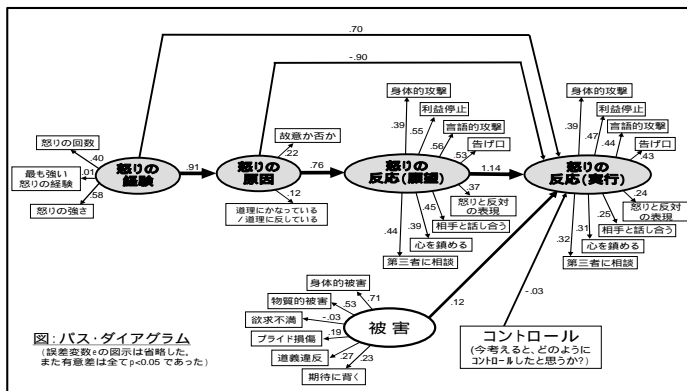 .70
-.90
身体的攻撃
利益停止
言語的攻撃
告げ口
.39
.55
.56
.53
身体的攻撃
利益停止
言語的攻撃
告げ口
.39
.47
.44
.43
怒りの回数
.40
最も強い
怒りの経験
.01
怒りの強さ
.58
怒りの
経験
.91
故意か否か
.22
怒りの
原因
.76
.12
道理にかなっている
/道理に反している
怒りの
反応(願望)
1.14
.37
怒りと反対
の表現
.45
相手と話し合う
.39
心を鎮める
.44
第三者に相談
怒りの
反応(実行)
.24
怒りと反対
の表現
.25
相手と話し合う
.31
心を鎮める
.32
第三者に相談
身体的被害
.71
物質的被害
.53
欲求不満
-.03
プライド損傷
.19
道義違反
.27
期待に背く
.23
被害
.12
-.03
コントロール
(今考えると、どのように
コントロールしたと思うか?)
図:パス・ダイアグラム
(誤差変数eの図示は省略した。
また有意差は全てp<0.05であった)